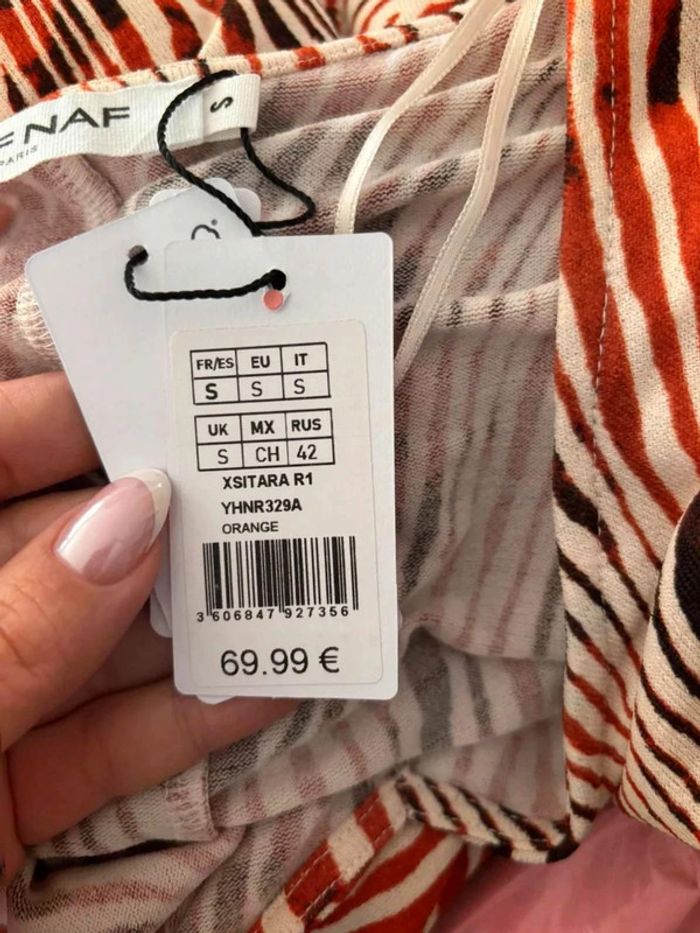 F NAF
PARIS
S
FR/ES EU IT
S S S
UK MX RUS
S CH 42
XSITARA R1
YHNR329A
ORANGE
3 606847 927356
69.99 €